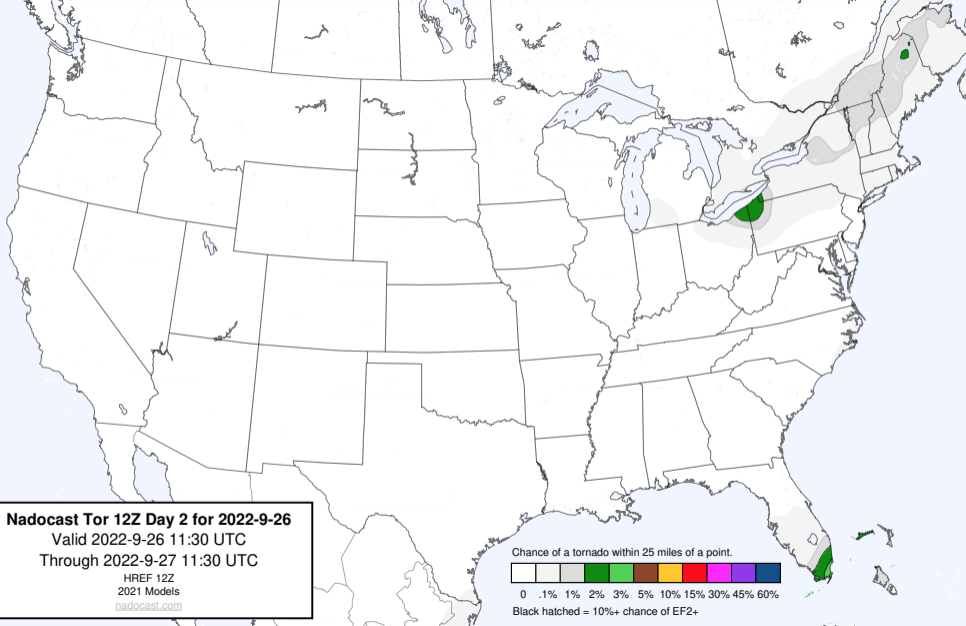 Nadocast Tor 12Z Day 2 for 2022-9-26
Valid 2022-9-26 11:30 UTC
Through 2022-9-27 11:30 UTC
HREF 12Z
2021 Models
nadocast.com
Chance of a tornado within 25 miles of a point.
0 .1% 1% 2% 3% 5% 10% 15% 30% 45% 60%
Black hatched = 10%+ chance of EF2+